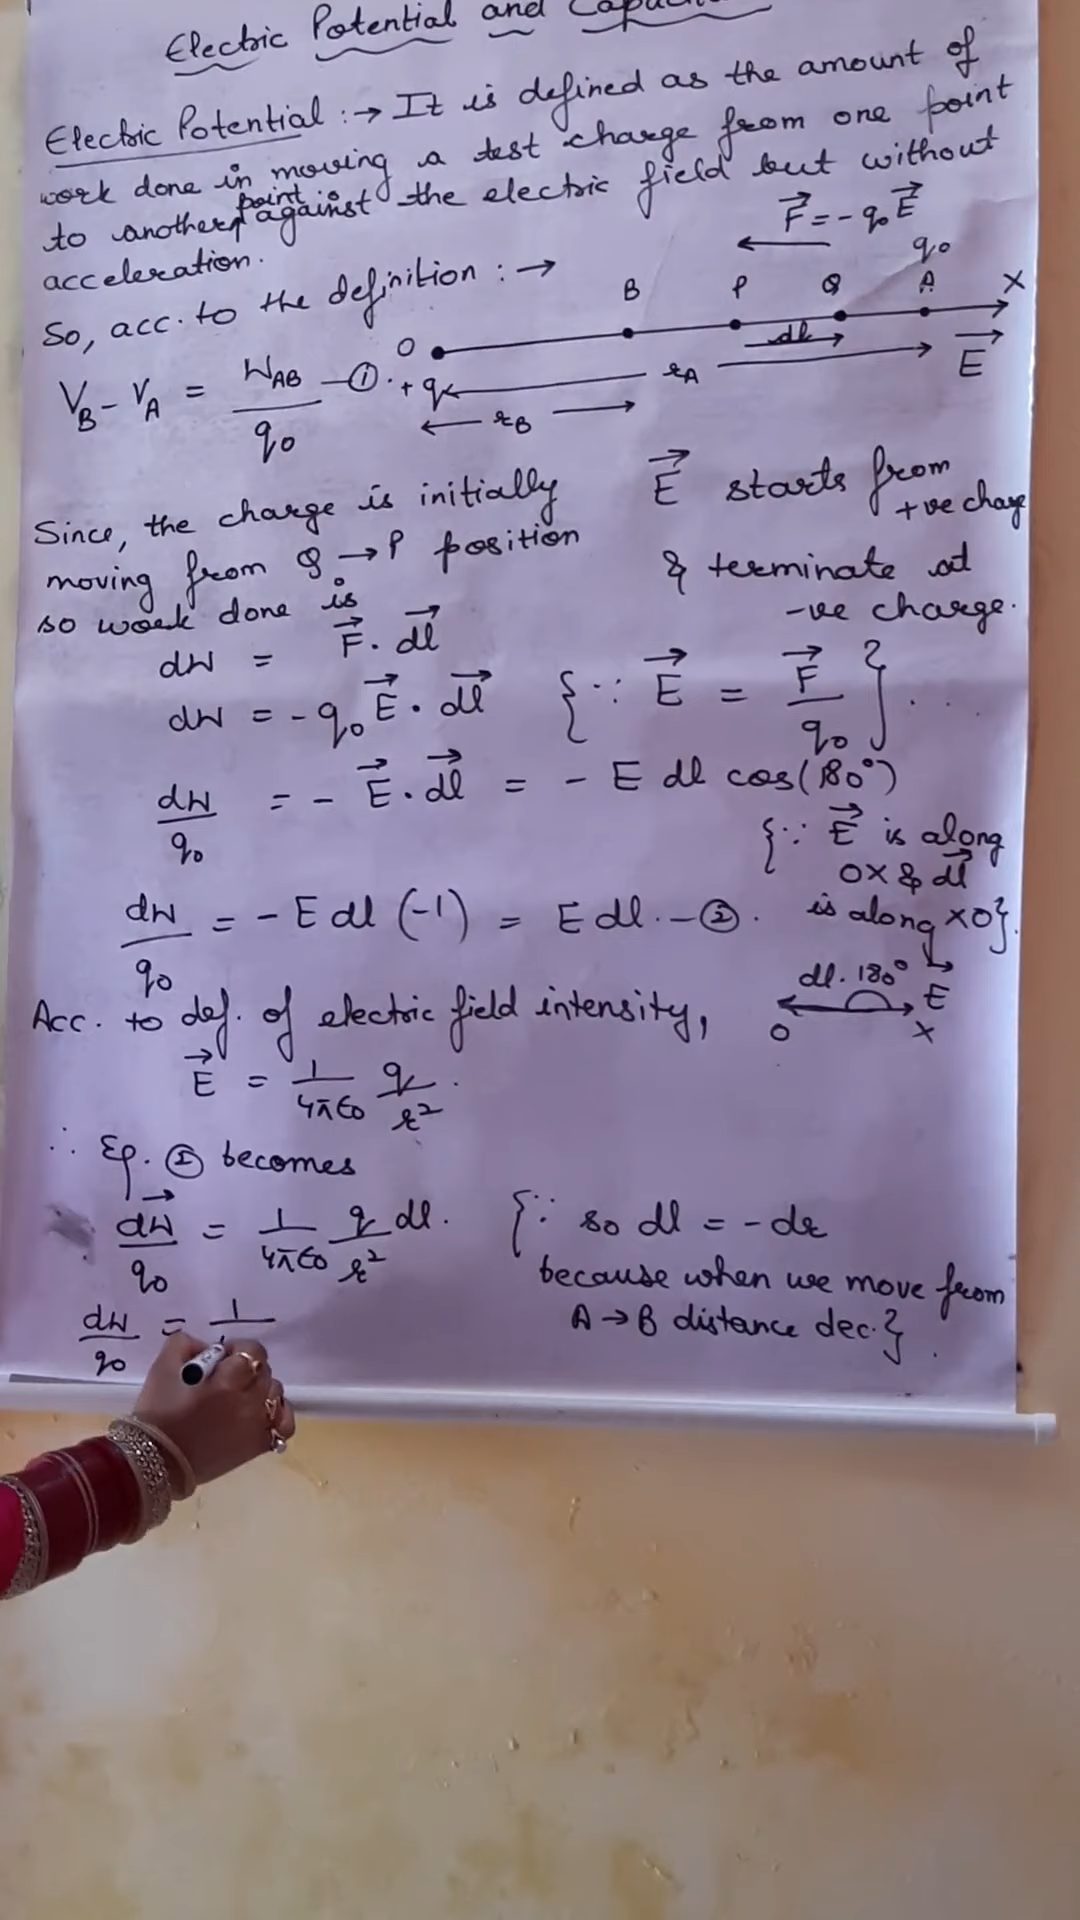 Electric Potential and
Electric Potential :→ It is defined as the amount of
work done in moving a test charge from one point
to another point against the electric field but without
acceleration.
So, acc. to the definition :→
F⃗ = - q₀ E⃗
q₀
O B P Q A X
dl
E⃗
r_A
+q
r_B
V_B - V_A = W_AB / q₀ — ①.
Since, the charge is initially
moving from Q → P position
so work done is
E⃗ starts from
+ve charge
& terminate at
-ve charge.
dW = F⃗ . dl⃗
dW = - q₀ E⃗ . dl⃗ {∵ E⃗ = F⃗ / q₀} . . .
dW / q₀ = - E⃗ . dl⃗ = - E dl cos(180°)
{∵ E⃗ is along
OX & dl⃗
is along XO}.
dW / q₀ = - E dl (-1) = E dl. — ②.
dl. 180° E
O X
Acc. to def. of electric field intensity,
E⃗ = 1/4πε₀ q/r² .
∴ Eq. ② becomes
dW⃗ / q₀ = 1/4πε₀ q/r² dl. {∵ so dl = - dr
because when we move from
A → B distance dec.} .
dW / q₀ = 1